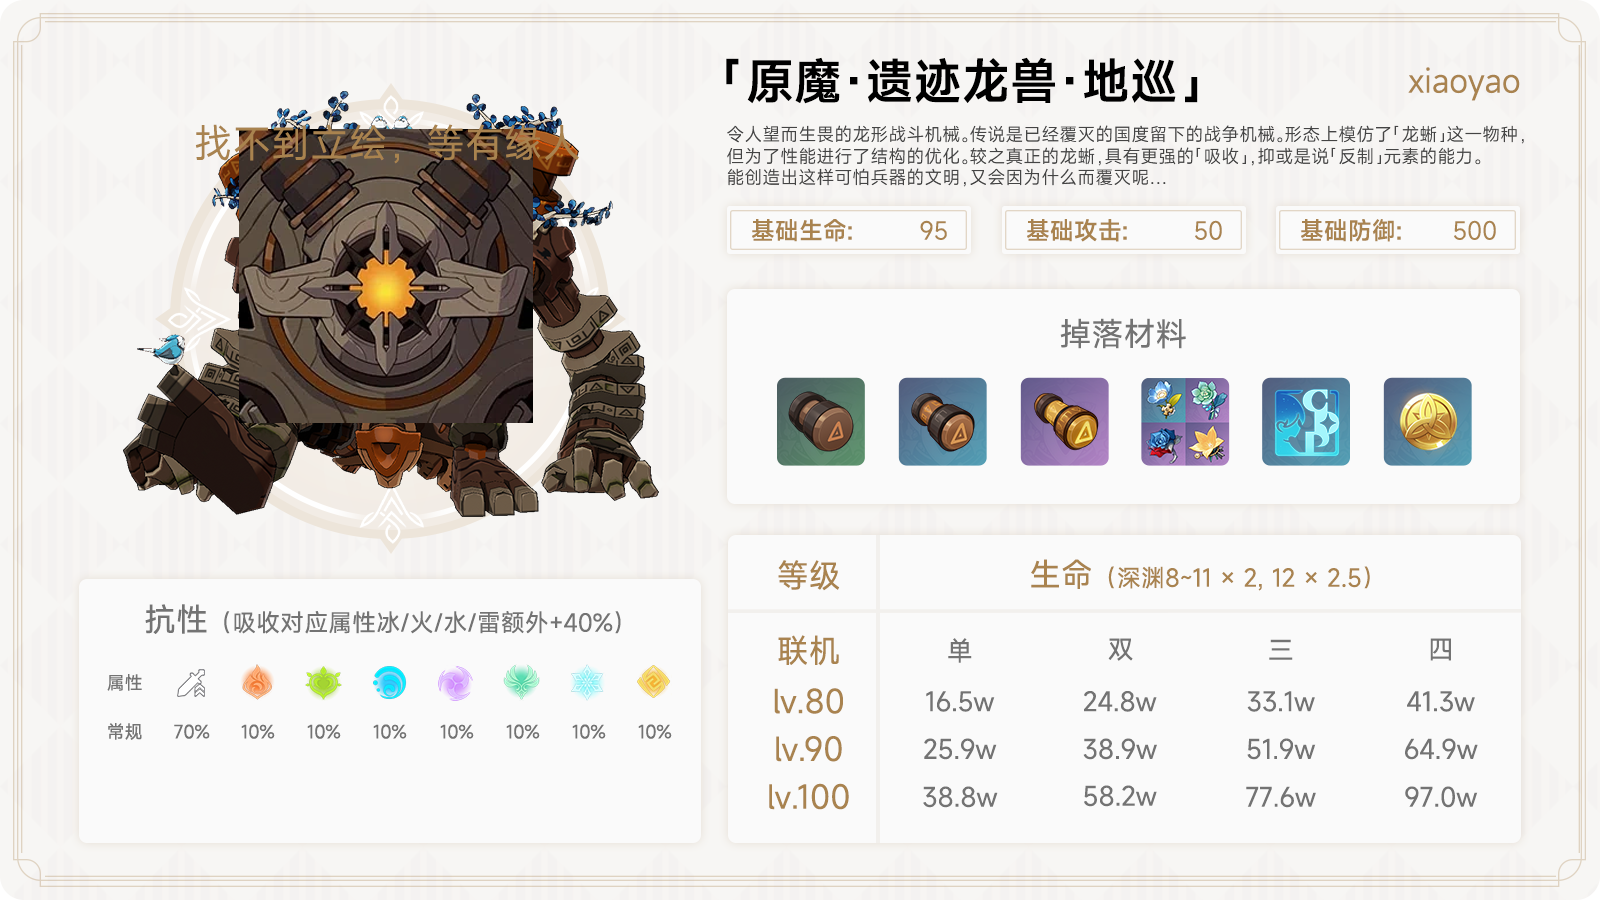 「原魔·遗迹龙兽·地巡」
xiaoyao
找不到立绘，等有缘人
令人望而生畏的龙形战斗机械。传说是已经覆灭的国度留下的战争机械。形态上模仿了「龙蜥」这一物种，
但为了性能进行了结构的优化。较之真正的龙蜥，具有更强的「吸收」，抑或是说「反制」元素的能力。
能创造出这样可怕兵器的文明，又会因为什么而覆灭呢...
基础生命: 95
基础攻击: 50
基础防御: 500
掉落材料
抗性（吸收对应属性冰/火/水/雷额外+40%）
属性
常规 70% 10% 10% 10% 10% 10% 10% 10%
等级 生命（深渊8~11 × 2, 12 × 2.5）
联机 单 双 三 四
lv.80 16.5w 24.8w 33.1w 41.3w
lv.90 25.9w 38.9w 51.9w 64.9w
lv.100 38.8w 58.2w 77.6w 97.0w